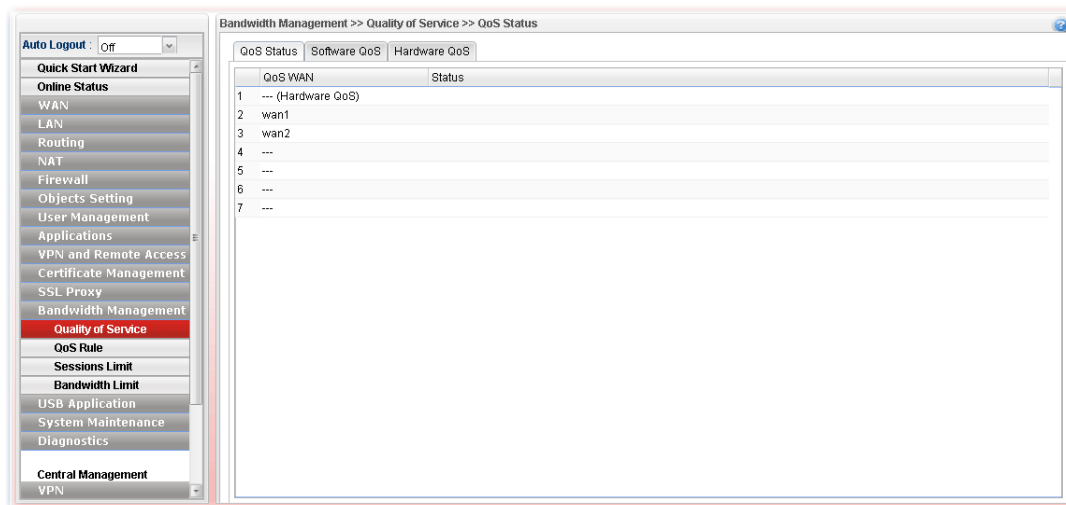 Bandwidth Management >> Quality of Service >> QoS Status
Auto Logout : Off
Quick Start Wizard
Online Status
WAN
LAN
Routing
NAT
Firewall
Objects Setting
User Management
Applications
VPN and Remote Access
Certificate Management
SSL Proxy
Bandwidth Management
Quality of Service
QoS Rule
Sessions Limit
Bandwidth Limit
USB Application
System Maintenance
Diagnostics
Central Management
VPN
QoS Status Software QoS Hardware QoS
QoS WAN Status
1 --- (Hardware QoS)
2 wan1
3 wan2
4 ---
5 ---
6 ---
7 ---